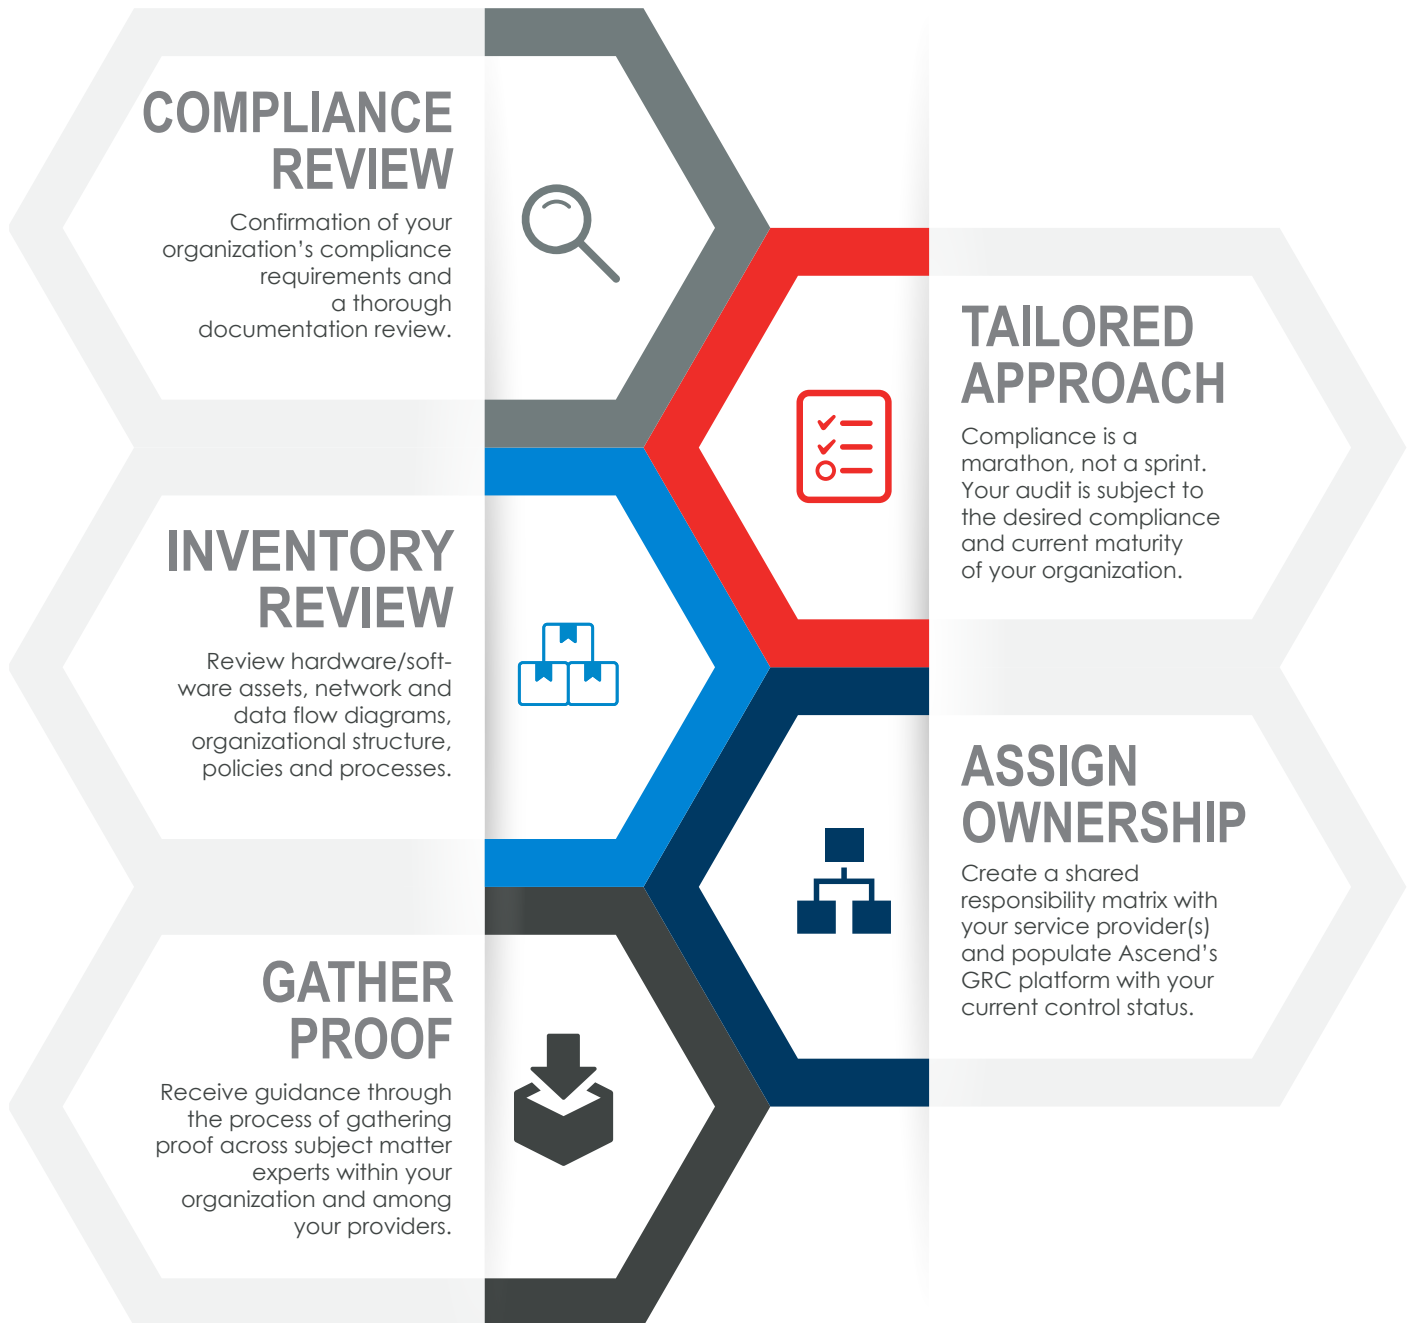 COMPLIANCE
REVIEW
Confirmation of your
organization’s compliance
requirements and
a thorough
documentation review.
TAILORED
APPROACH
Compliance is a
marathon, not a sprint.
Your audit is subject to
the desired compliance
and current maturity
of your organization.
INVENTORY
REVIEW
Review hardware/soft-
ware assets, network and
data flow diagrams,
organizational structure,
policies and processes.
ASSIGN
OWNERSHIP
Create a shared
responsibility matrix with
your service provider(s)
and populate Ascend’s
GRC platform with your
current control status.
GATHER
PROOF
Receive guidance through
the process of gathering
proof across subject matter
experts within your
organization and among
your providers.